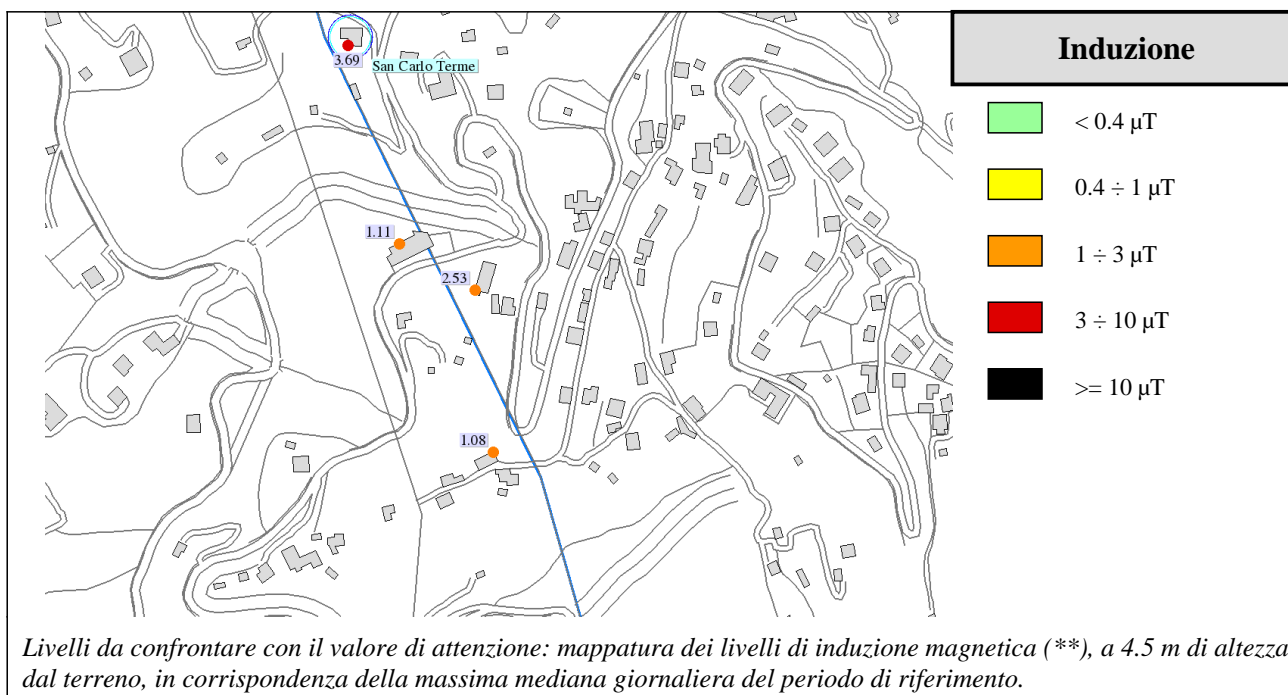 3.69
San Carlo Terme
1.11
2.53
1.08
Induzione
< 0.4 µT
0.4 ÷ 1 µT
1 ÷ 3 µT
3 ÷ 10 µT
>= 10 µT
Livelli da confrontare con il valore di attenzione: mappatura dei livelli di induzione magnetica (**), a 4.5 m di altezza
dal terreno, in corrispondenza della massima mediana giornaliera del periodo di riferimento.